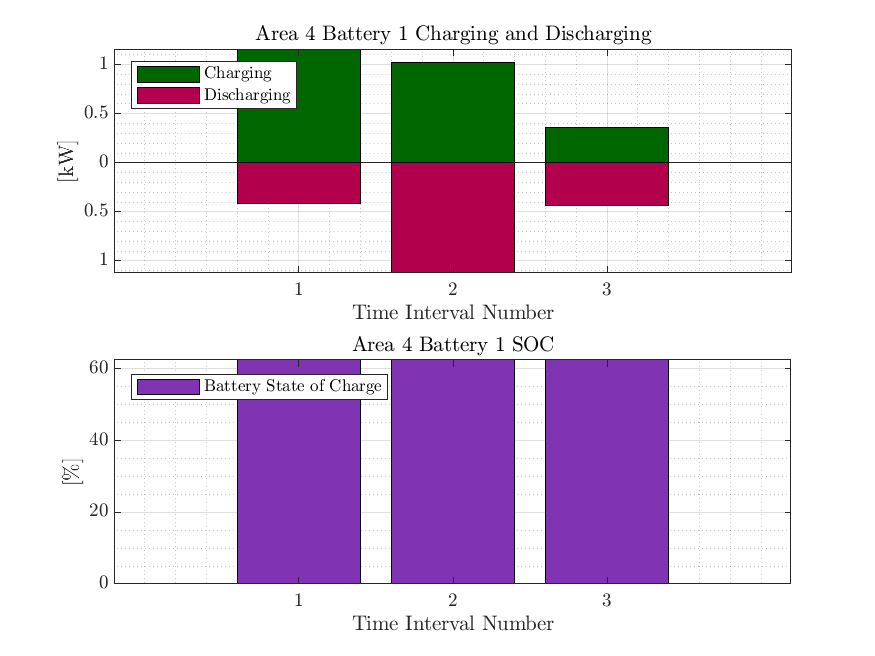 Area 4 Battery 1 Charging and Discharging
1
0.5
0
0.5
1
[kW]
Charging
Discharging
1 2 3
Time Interval Number
Area 4 Battery 1 SOC
60
40
20
0
[%]
Battery State of Charge
1 2 3
Time Interval Number